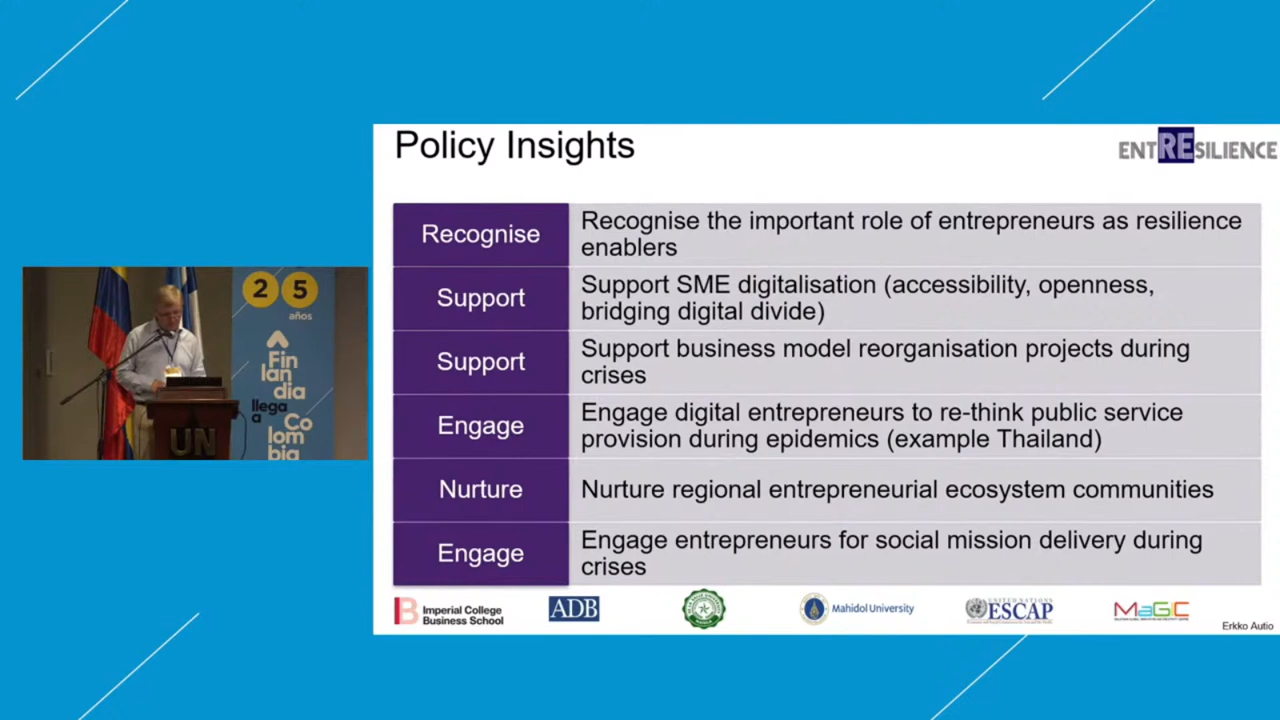 Policy Insights
ENTRESILIENCE
Recognise
Recognise the important role of entrepreneurs as resilience
enablers
Support
Support SME digitalisation (accessibility, openness,
bridging digital divide)
Support
Support business model reorganisation projects during
crises
Engage
Engage digital entrepreneurs to re-think public service
provision during epidemics (example Thailand)
Nurture
Nurture regional entrepreneurial ecosystem communities
Engage
Engage entrepreneurs for social mission delivery during
crises
Imperial College
Business School
ADB
Mahidol University
UNITED NATIONS
ESCAP
MaGIC
Erkko Autio
2 5
años
Fin
lan
dia
llega
a
Co
lom
bia
UN